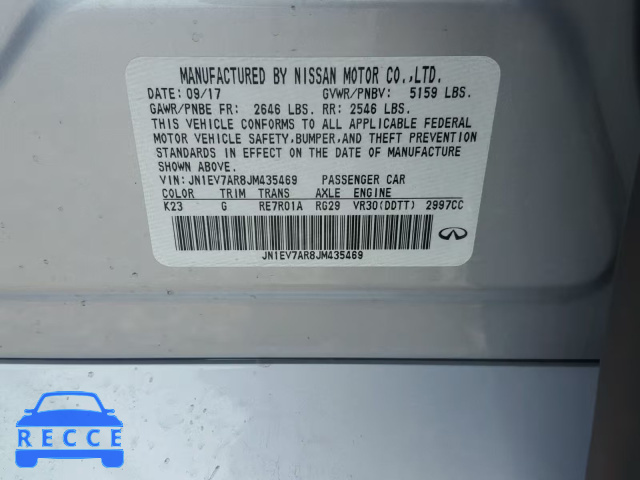 MANUFACTURED BY NISSAN MOTOR CO.,LTD.
DATE: 09/17 GVWR/PNBV: 5159 LBS.
GAWR/PNBE FR: 2646 LBS. RR: 2546 LBS.
THIS VEHICLE CONFORMS TO ALL APPLICABLE FEDERAL
MOTOR VEHICLE SAFETY,BUMPER,AND THEFT PREVENTION
STANDARDS IN EFFECT ON THE DATE OF MANUFACTURE
SHOWN ABOVE.
VIN: JN1EV7AR8JM435469 PASSENGER CAR
COLOR TRIM TRANS AXLE ENGINE
K23 G RE7R01A RG29 VR30(DDTT) 2997CC
JN1EV7AR8JM435469
RECCE